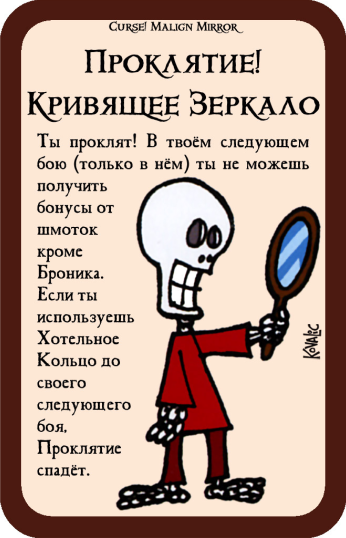 Curse! Malign Mirror
Проклятие!
Кривящее Зеркало
Ты проклят! В твоём следующем
бою (только в нём) ты не можешь
получить
бонусы от
шмоток
кроме
Броника.
Если ты
используешь
Хотельное
Кольцо до
своего
следующего
боя,
Проклятие
спадёт.
Kovalic